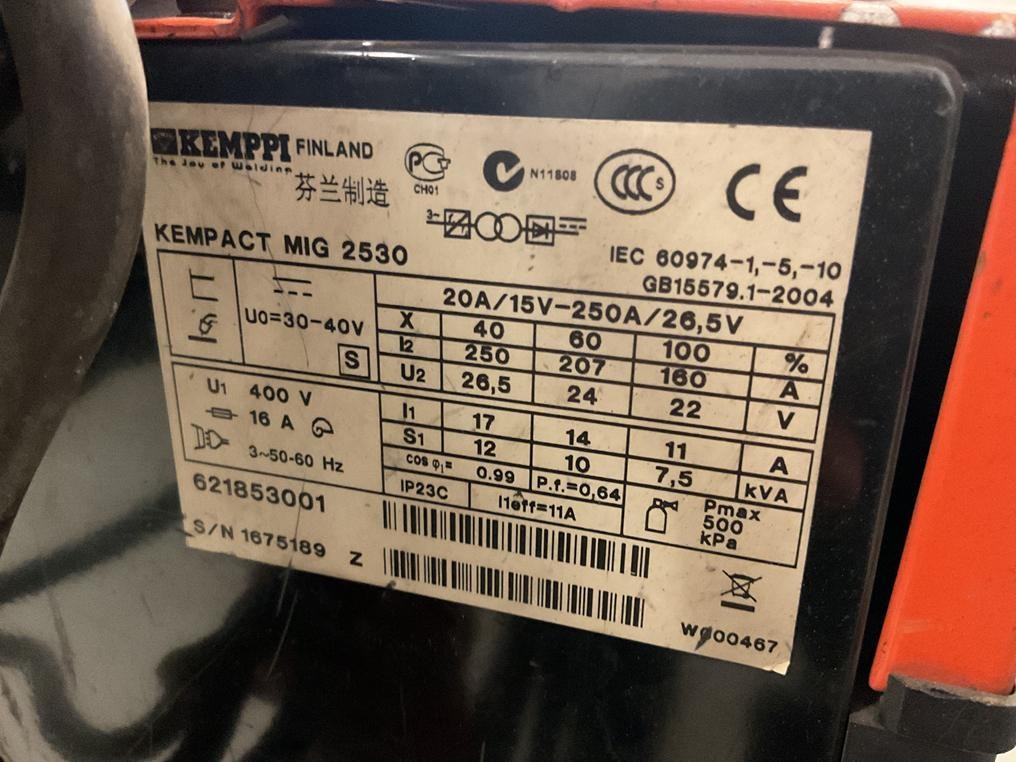 KEMPPI FINLAND
The Joy of Welding
芬兰制造
PCT
CH01
N11808
CCC S
CE
3~
KEMPACT MIG 2530
IEC 60974-1,-5,-10
GB15579.1-2004
U0=30-40V
S
20A/15V-250A/26,5V
X 40 60 100 %
I2 250 207 160 A
U2 26,5 24 22 V
U1 400 V
16 A
3~50-60 Hz
I1 17 14 11 A
S1 12 10 7,5 kVA
cos φ1= 0.99 P.f.=0,64
IP23C I1eff=11A
Pmax
500
kPa
621853001
S/N 1675189 Z
W000467